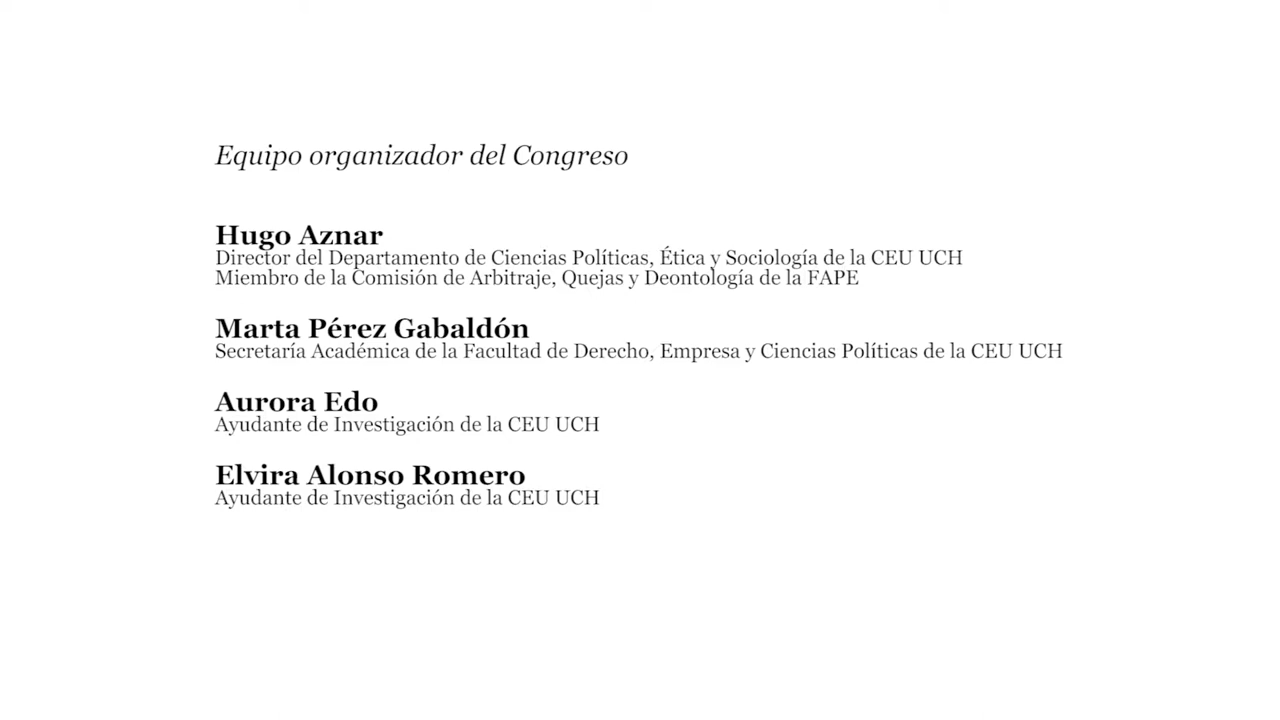 Equipo organizador del Congreso
Hugo Aznar
Director del Departamento de Ciencias Políticas, Ética y Sociología de la CEU UCH
Miembro de la Comisión de Arbitraje, Quejas y Deontología de la FAPE
Marta Pérez Gabaldón
Secretaría Académica de la Facultad de Derecho, Empresa y Ciencias Políticas de la CEU UCH
Aurora Edo
Ayudante de Investigación de la CEU UCH
Elvira Alonso Romero
Ayudante de Investigación de la CEU UCH